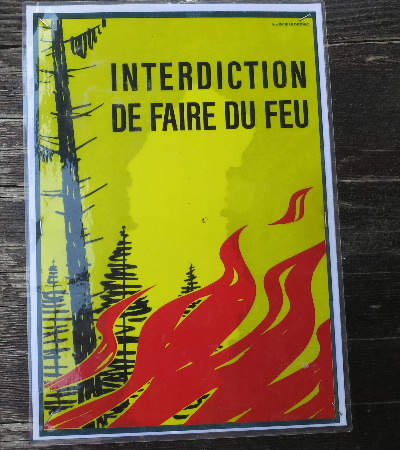 INTERDICTION
DE FAIRE DU FEU